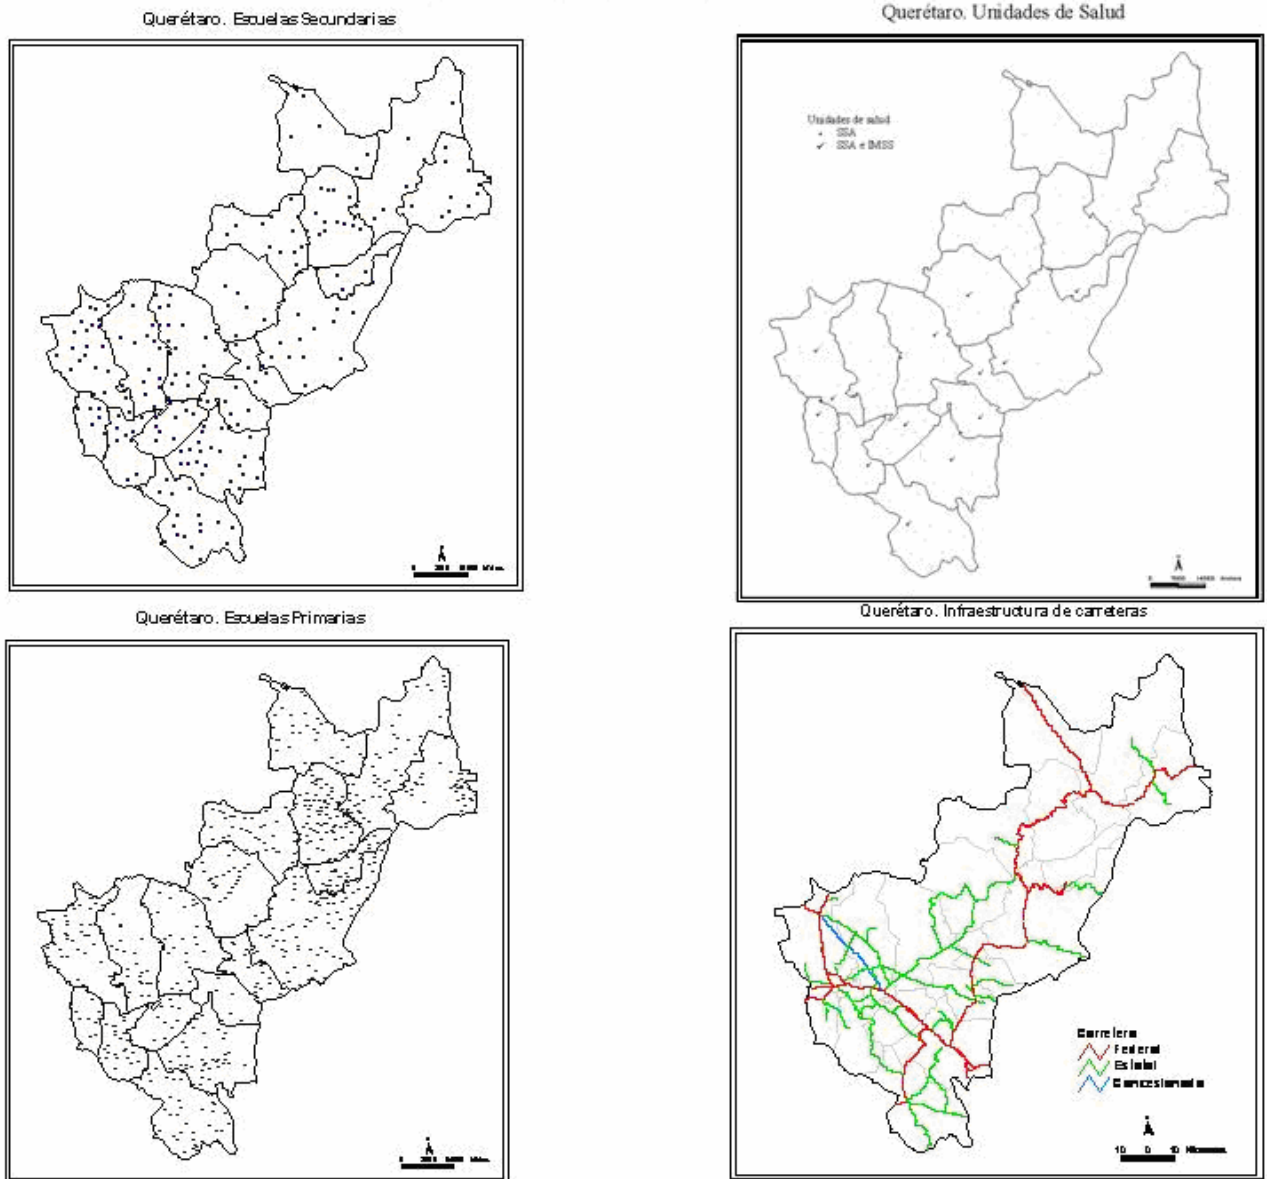 Querétaro. Escuelas Secundarias
Querétaro. Unidades de Salud
Unidades de salud
SSA
SSA e IMSS
Querétaro. Escuelas Primarias
Querétaro. Infraestructura de carreteras
Carretera
Federal
Estatal
Concesionada
10 0 10